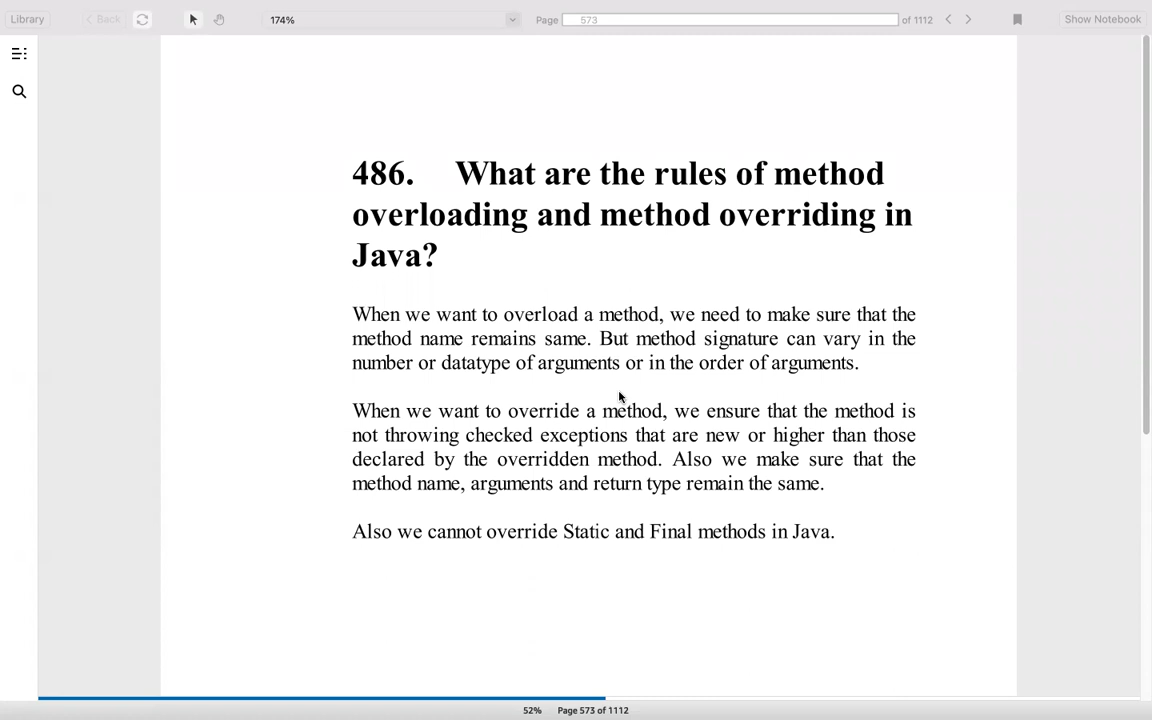 Library
Back
174%
Page 573 of 1112
Show Notebook
486. What are the rules of method
overloading and method overriding in
Java?
When we want to overload a method, we need to make sure that the
method name remains same. But method signature can vary in the
number or datatype of arguments or in the order of arguments.
When we want to override a method, we ensure that the method is
not throwing checked exceptions that are new or higher than those
declared by the overridden method. Also we make sure that the
method name, arguments and return type remain the same.
Also we cannot override Static and Final methods in Java.
52% Page 573 of 1112